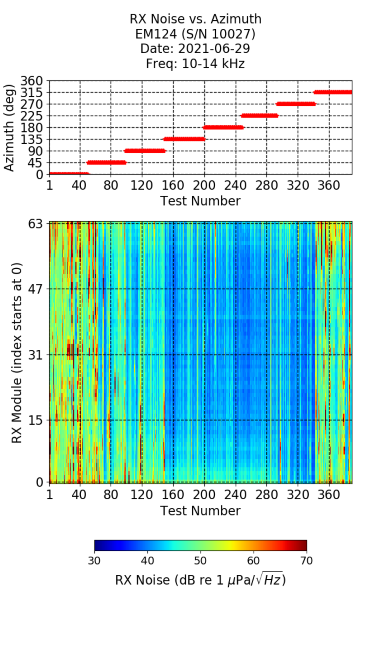 RX Noise vs. Azimuth
EM124 (S/N 10027)
Date: 2021-06-29
Freq: 10-14 kHz
Azimuth (deg)
360
315
270
225
180
135
90
45
0
1 40 80 120 160 200 240 280 320 360
Test Number
RX Module (index starts at 0)
63
47
31
15
0
1 40 80 120 160 200 240 280 320 360
Test Number
30 40 50 60 70
RX Noise (dB re 1 μPa/√Hz)